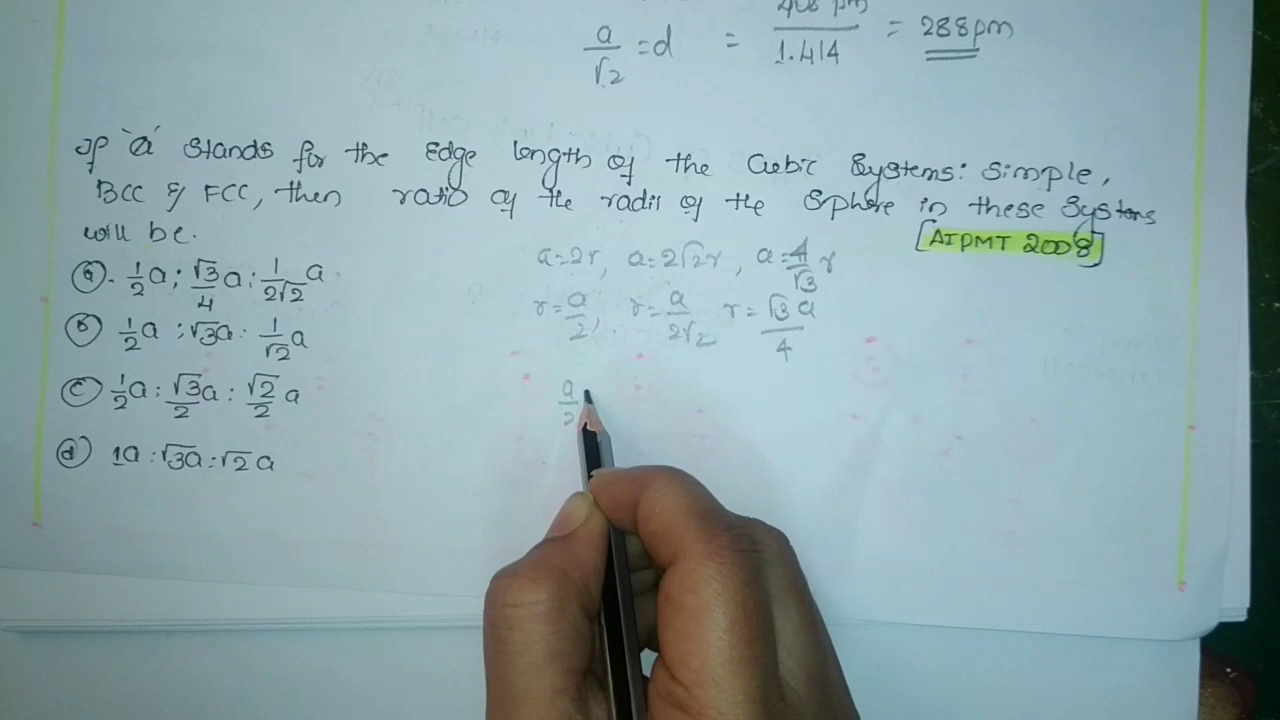 a/√2 = d = 408 pm/1.414 = 288pm
If 'a' stands for the Edge length of the Cubic Systems: Simple,
BCC & FCC, then ratio of the radii of the Sphere in these Systems
will be.
[AIPMT 2008]
(a). 1/2 a : √3/4 a : 1/2√2 a
(b) 1/2 a : √3a : 1/√2 a
(c) 1/2 a : √3/2 a : √2/2 a
(d) 1a : √3a : √2a
a=2r, a=2√2r, a=4/√3 r
r=a/2, r=a/2√2 r=√3a/4
a/2